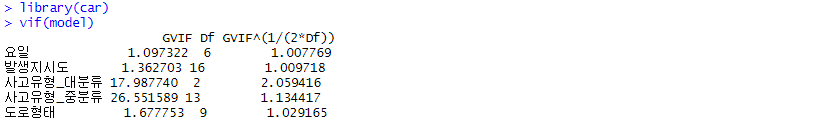 > library(car)
> vif(model)
GVIF Df GVIF^(1/(2*Df))
요일 1.097322 6 1.007769
발생지시도 1.362703 16 1.009718
사고유형_대분류 17.987740 2 2.059416
사고유형_중분류 26.551589 13 1.134417
도로형태 1.677753 9 1.029165